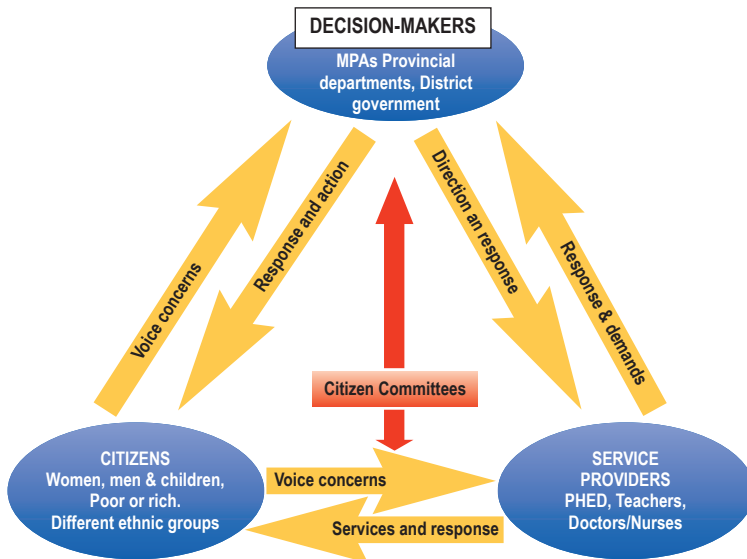 DECISION-MAKERS
MPAs Provincial
departments, District
government
Voice concerns
Response and action
Direction an response
Response & demands
Citizen Committees
CITIZENS
Women, men & children,
Poor or rich.
Different ethnic groups
Voice concerns
Services and response
SERVICE
PROVIDERS
PHED, Teachers,
Doctors/Nurses